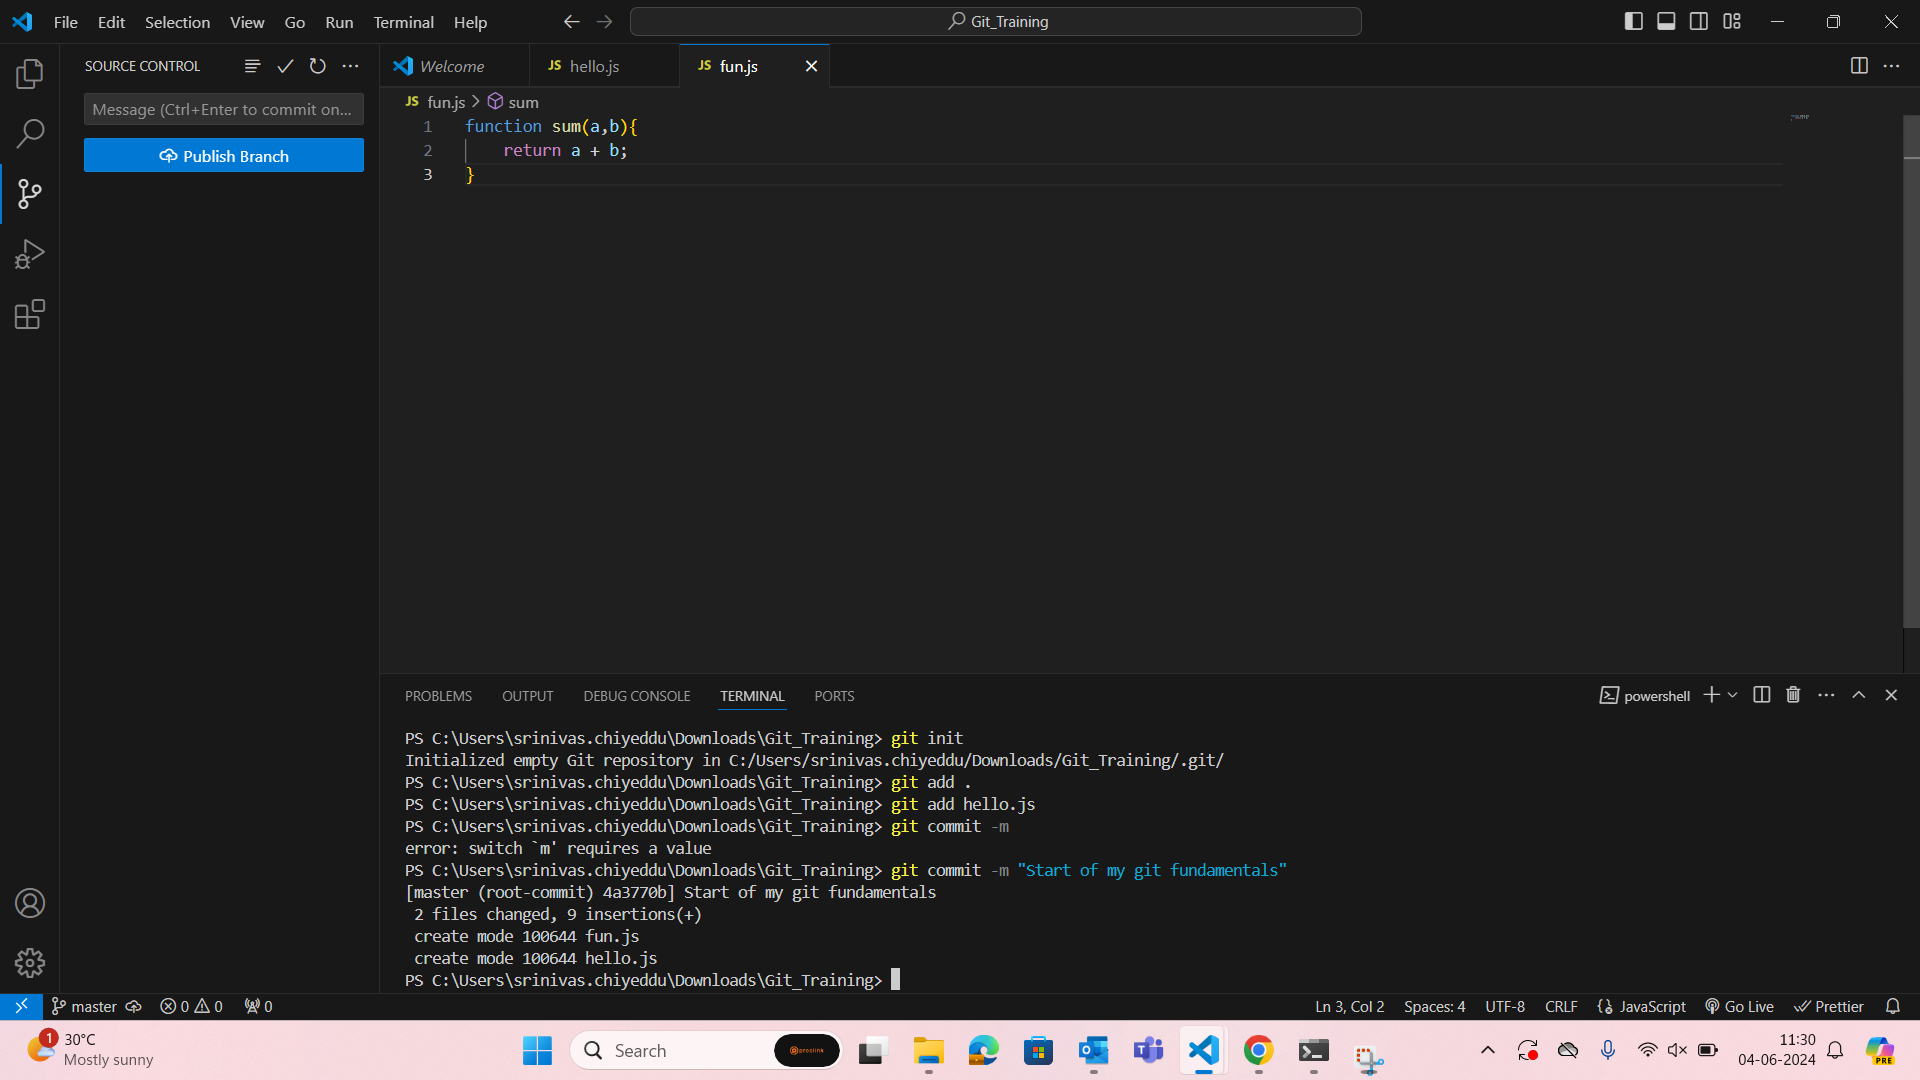 File Edit Selection View Go Run Terminal Help
Git_Training
SOURCE CONTROL
Message (Ctrl+Enter to commit on...
Publish Branch
Welcome
JS hello.js
JS fun.js
JS fun.js > sum
1 function sum(a,b){
2 return a + b;
3 }
PROBLEMS OUTPUT DEBUG CONSOLE TERMINAL PORTS
powershell
PS C:\Users\srinivas.chiyeddu\Downloads\Git_Training> git init
Initialized empty Git repository in C:/Users/srinivas.chiyeddu/Downloads/Git_Training/.git/
PS C:\Users\srinivas.chiyeddu\Downloads\Git_Training> git add .
PS C:\Users\srinivas.chiyeddu\Downloads\Git_Training> git add hello.js
PS C:\Users\srinivas.chiyeddu\Downloads\Git_Training> git commit -m
error: switch `m' requires a value
PS C:\Users\srinivas.chiyeddu\Downloads\Git_Training> git commit -m "Start of my git fundamentals"
[master (root-commit) 4a3770b] Start of my git fundamentals
2 files changed, 9 insertions(+)
create mode 100644 fun.js
create mode 100644 hello.js
PS C:\Users\srinivas.chiyeddu\Downloads\Git_Training>
master 0 0 0
Ln 3, Col 2 Spaces: 4 UTF-8 CRLF {} JavaScript Go Live Prettier
1
30°C
Mostly sunny
Search
preclink
11:30
04-06-2024
PRE